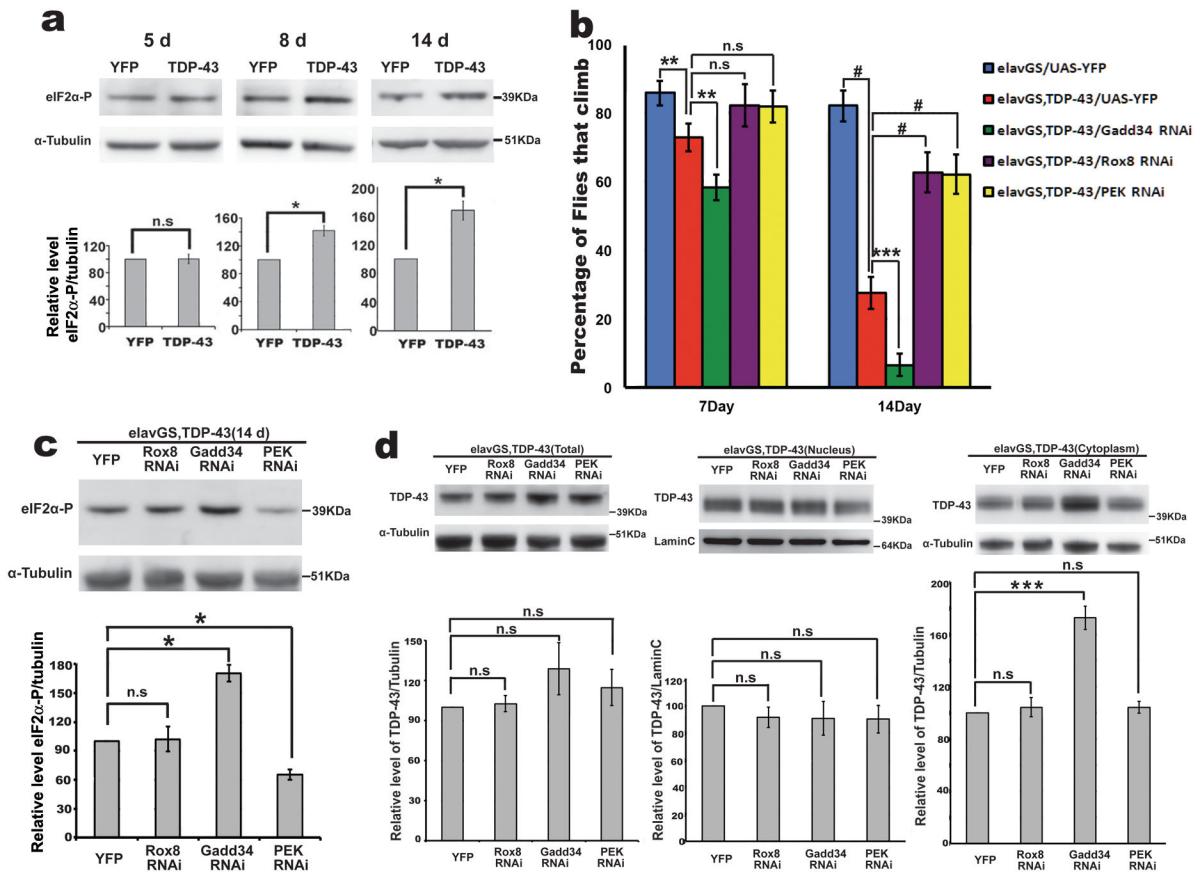 a
5 d
8 d
14 d
YFP TDP-43
YFP TDP-43
YFP TDP-43
eIF2α-P
39KDa
α-Tubulin
51KDa
Relative level
eIF2α-P/tubulin
120
80
40
0
n.s
YFP TDP-43
160
120
80
40
0
*
YFP TDP-43
200
150
100
50
0
*
YFP TDP-43
b
Percentage of Flies that climb
100
80
60
40
20
0
**
**
n.s
n.s
#
***
#
#
7Day
14Day
elavGS/UAS-YFP
elavGS,TDP-43/UAS-YFP
elavGS,TDP-43/Gadd34 RNAi
elavGS,TDP-43/Rox8 RNAi
elavGS,TDP-43/PEK RNAi
c
elavGS,TDP-43(14 d)
YFP
Rox8
RNAi
Gadd34
RNAi
PEK
RNAi
eIF2α-P
39KDa
α-Tubulin
51KDa
Relative level eIF2α-P/tubulin
180
150
120
90
60
30
0
n.s
*
*
YFP
Rox8
RNAi
Gadd34
RNAi
PEK
RNAi
d
elavGS,TDP-43(Total)
YFP
Rox8
RNAi
Gadd34
RNAi
PEK
RNAi
TDP-43
39KDa
α-Tubulin
51KDa
Relative level of TDP-43/Tubulin
150
120
90
60
30
0
n.s
n.s
n.s
YFP
Rox8
RNAi
Gadd34
RNAi
PEK
RNAi
elavGS,TDP-43(Nucleus)
YFP
Rox8
RNAi
Gadd34
RNAi
PEK
RNAi
TDP-43
39KDa
LaminC
64KDa
Relative level of TDP-43/LaminC
120
100
80
60
40
20
0
n.s
n.s
n.s
YFP
Rox8
RNAi
Gadd34
RNAi
PEK
RNAi
elavGS,TDP-43(Cytoplasm)
YFP
Rox8
RNAi
Gadd34
RNAi
PEK
RNAi
TDP-43
39KDa
α-Tubulin
51KDa
Relative level of TDP-43/Tubulin
200
160
120
80
40
0
n.s
***
n.s
YFP
Rox8
RNAi
Gadd34
RNAi
PEK
RNAi